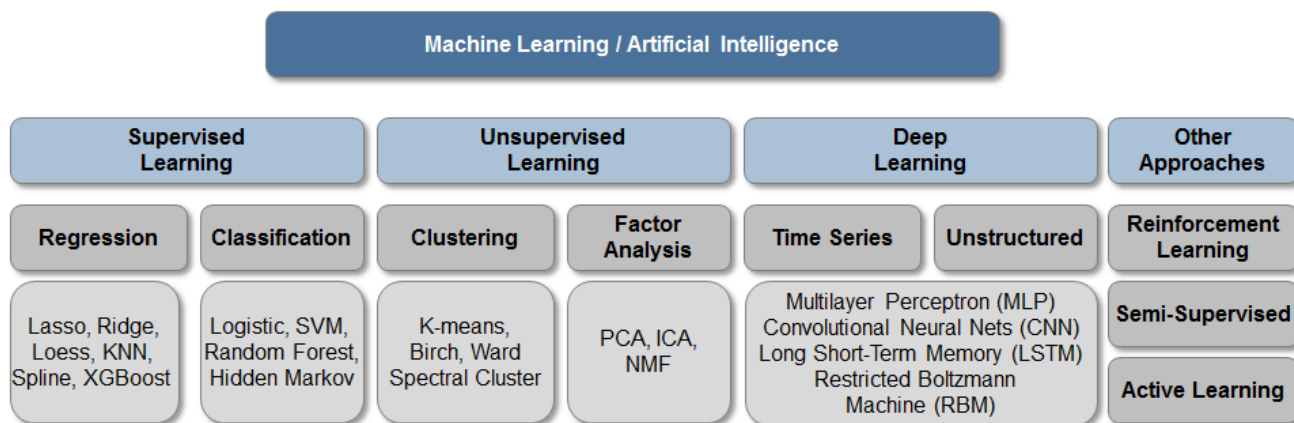 Machine Learning / Artificial Intelligence
Supervised
Learning
Unsupervised
Learning
Deep
Learning
Other
Approaches
Regression
Classification
Clustering
Factor
Analysis
Time Series
Unstructured
Reinforcement
Learning
Lasso, Ridge,
Loess, KNN,
Spline, XGBoost
Logistic, SVM,
Random Forest,
Hidden Markov
K-means,
Birch, Ward
Spectral Cluster
PCA, ICA,
NMF
Multilayer Perceptron (MLP)
Convolutional Neural Nets (CNN)
Long Short-Term Memory (LSTM)
Restricted Boltzmann
Machine (RBM)
Semi-Supervised
Active Learning